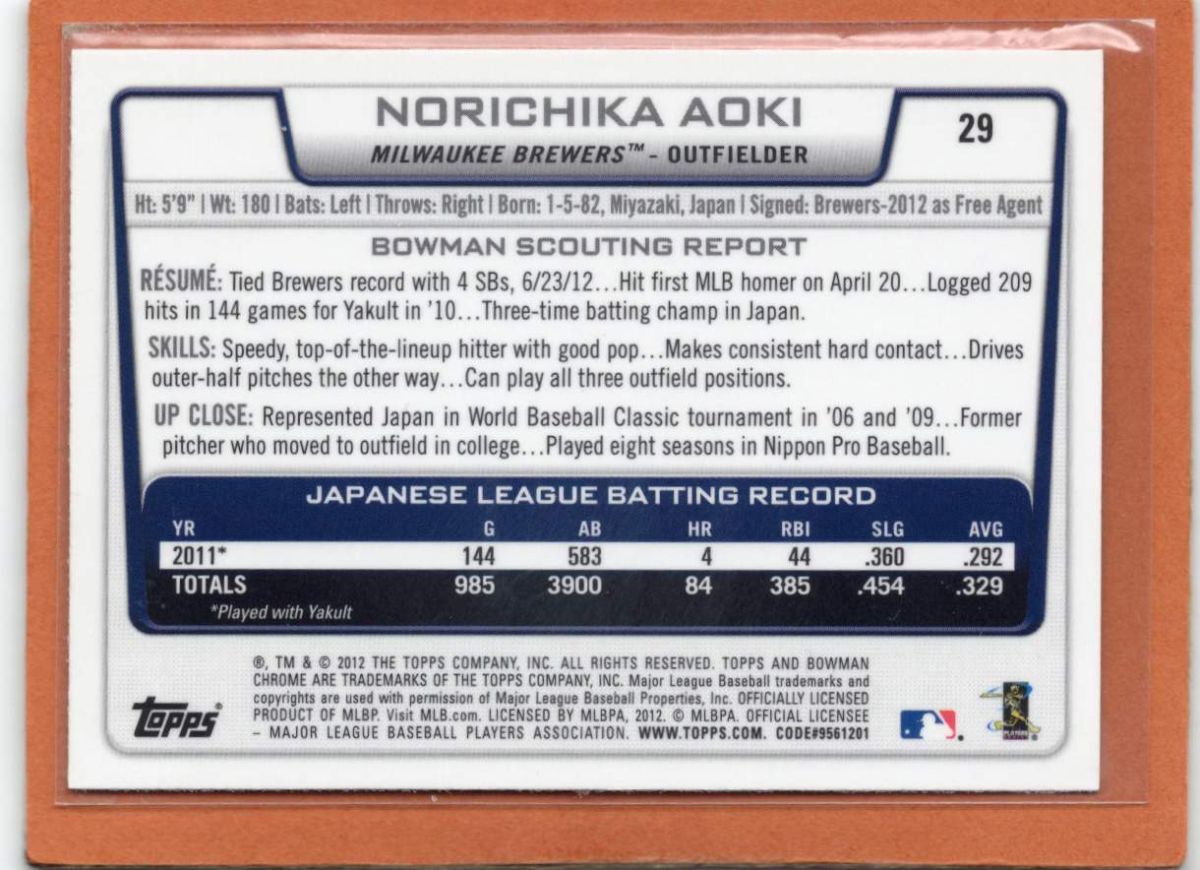 NORICHIKA AOKI
29
MILWAUKEE BREWERS™ - OUTFIELDER
Ht: 5'9" | Wt: 180 | Bats: Left | Throws: Right | Born: 1-5-82, Miyazaki, Japan | Signed: Brewers-2012 as Free Agent
BOWMAN SCOUTING REPORT
RÉSUMÉ: Tied Brewers record with 4 SBs, 6/23/12...Hit first MLB homer on April 20...Logged 209
hits in 144 games for Yakult in '10...Three-time batting champ in Japan.
SKILLS: Speedy, top-of-the-lineup hitter with good pop...Makes consistent hard contact...Drives
outer-half pitches the other way...Can play all three outfield positions.
UP CLOSE: Represented Japan in World Baseball Classic tournament in '06 and '09...Former
pitcher who moved to outfield in college...Played eight seasons in Nippon Pro Baseball.
JAPANESE LEAGUE BATTING RECORD
YR G AB HR RBI SLG AVG
2011* 144 583 4 44 .360 .292
TOTALS 985 3900 84 385 .454 .329
*Played with Yakult
®, TM & © 2012 THE TOPPS COMPANY, INC. ALL RIGHTS RESERVED. TOPPS AND BOWMAN
CHROME ARE TRADEMARKS OF THE TOPPS COMPANY, INC. Major League Baseball trademarks and
copyrights are used with permission of Major League Baseball Properties, Inc. OFFICIALLY LICENSED
PRODUCT OF MLBP. Visit MLB.com. LICENSED BY MLBPA, 2012. © MLBPA. OFFICIAL LICENSEE
– MAJOR LEAGUE BASEBALL PLAYERS ASSOCIATION. WWW.TOPPS.COM. CODE#9561201
Topps®
PLAYERS